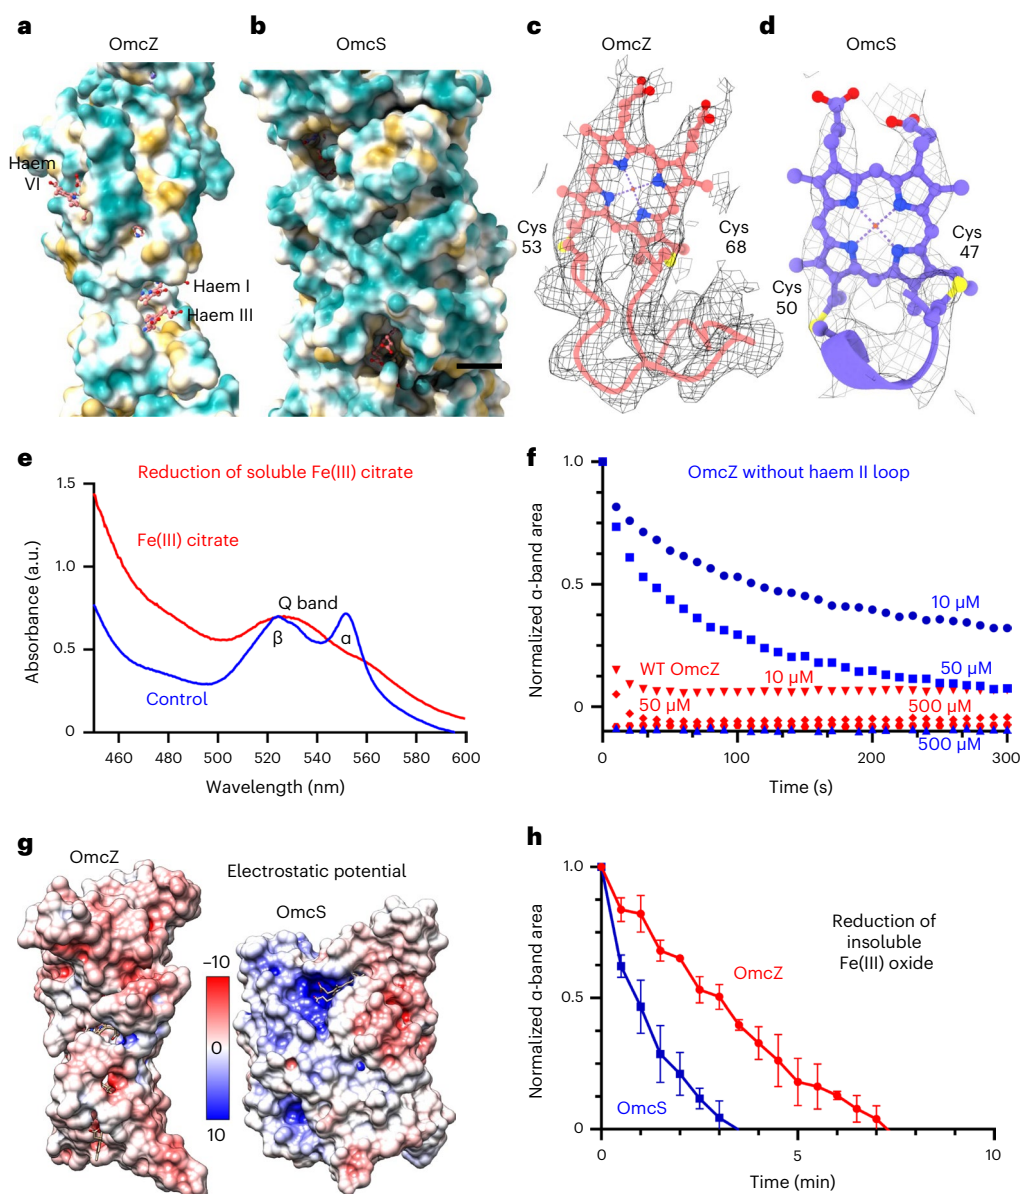 a
OmcZ
Haem
VI
Haem I
Haem III
b
OmcS
c
OmcZ
Cys
53
Cys
68
d
OmcS
Cys
47
Cys
50
e
Reduction of soluble Fe(III) citrate
Fe(III) citrate
Q band
β
α
Control
1.5
1.0
0.5
0
Absorbance (a.u.)
460
480
500
520
540
560
580
600
Wavelength (nm)
f
OmcZ without haem II loop
1.0
0.5
0
Normalized α-band area
10 μM
50 μM
WT OmcZ
10 μM
50 μM
500 μM
500 μM
0
100
200
300
Time (s)
g
OmcZ
Electrostatic potential
OmcS
–10
0
10
h
1.0
0.5
0
Normalized α-band area
Reduction of
insoluble
Fe(III) oxide
OmcZ
OmcS
0
5
10
Time (min)